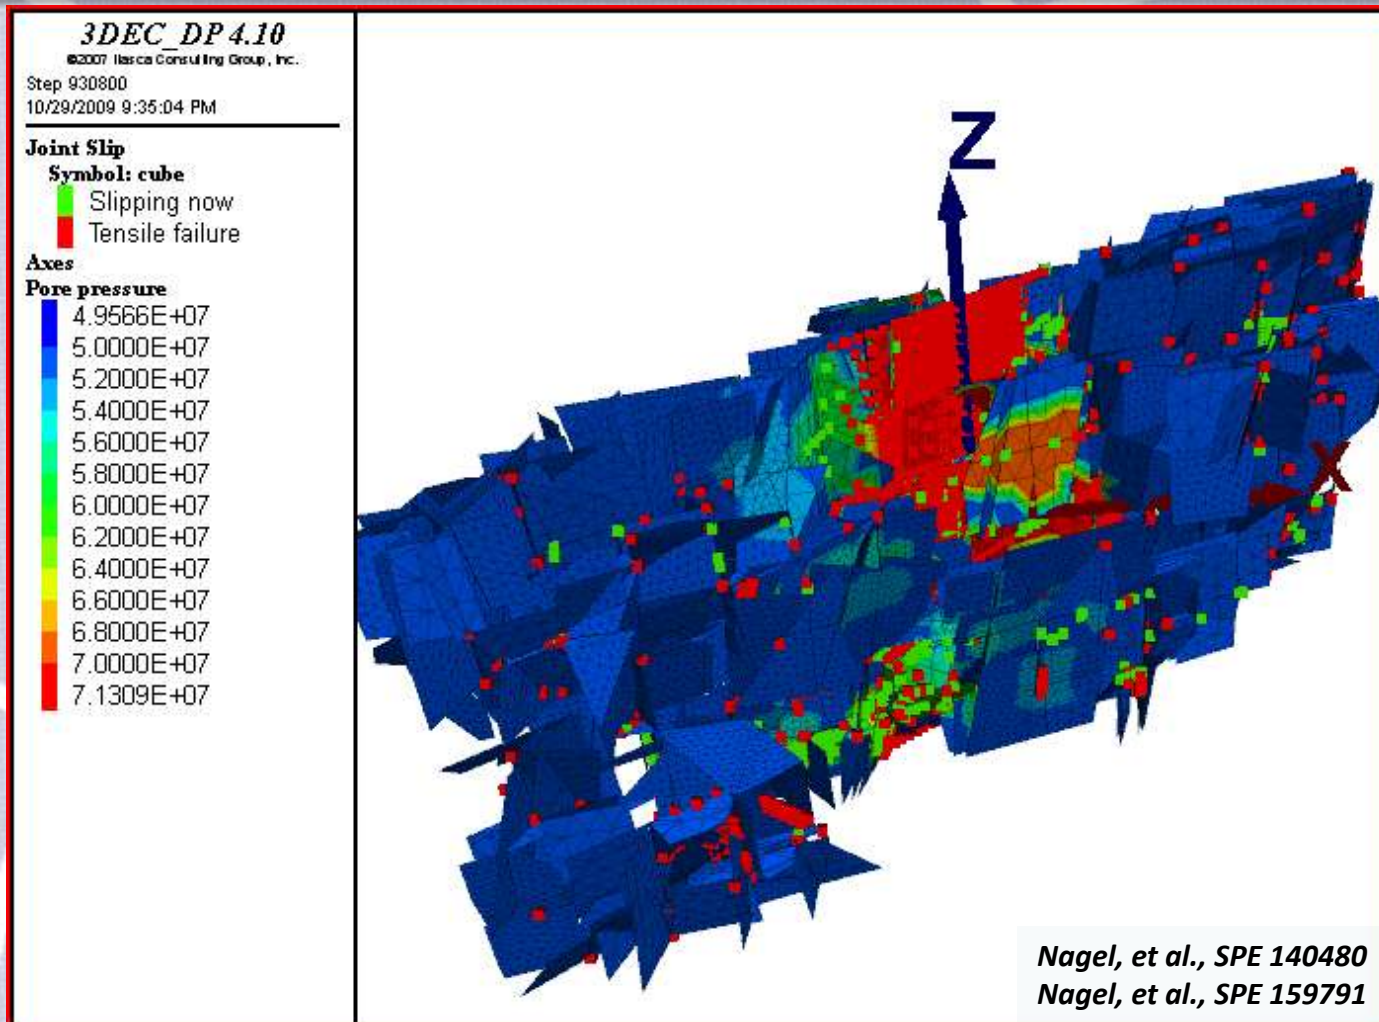 3DEC_DP 4.10
©2007 Itasca Consulting Group, Inc.
Step 930800
10/29/2009 9:35:04 PM
Joint Slip
Symbol: cube
Slipping now
Tensile failure
Axes
Pore pressure
4.9566E+07
5.0000E+07
5.2000E+07
5.4000E+07
5.6000E+07
5.8000E+07
6.0000E+07
6.2000E+07
6.4000E+07
6.6000E+07
6.8000E+07
7.0000E+07
7.1309E+07
Z
X
Nagel, et al., SPE 140480
Nagel, et al., SPE 159791